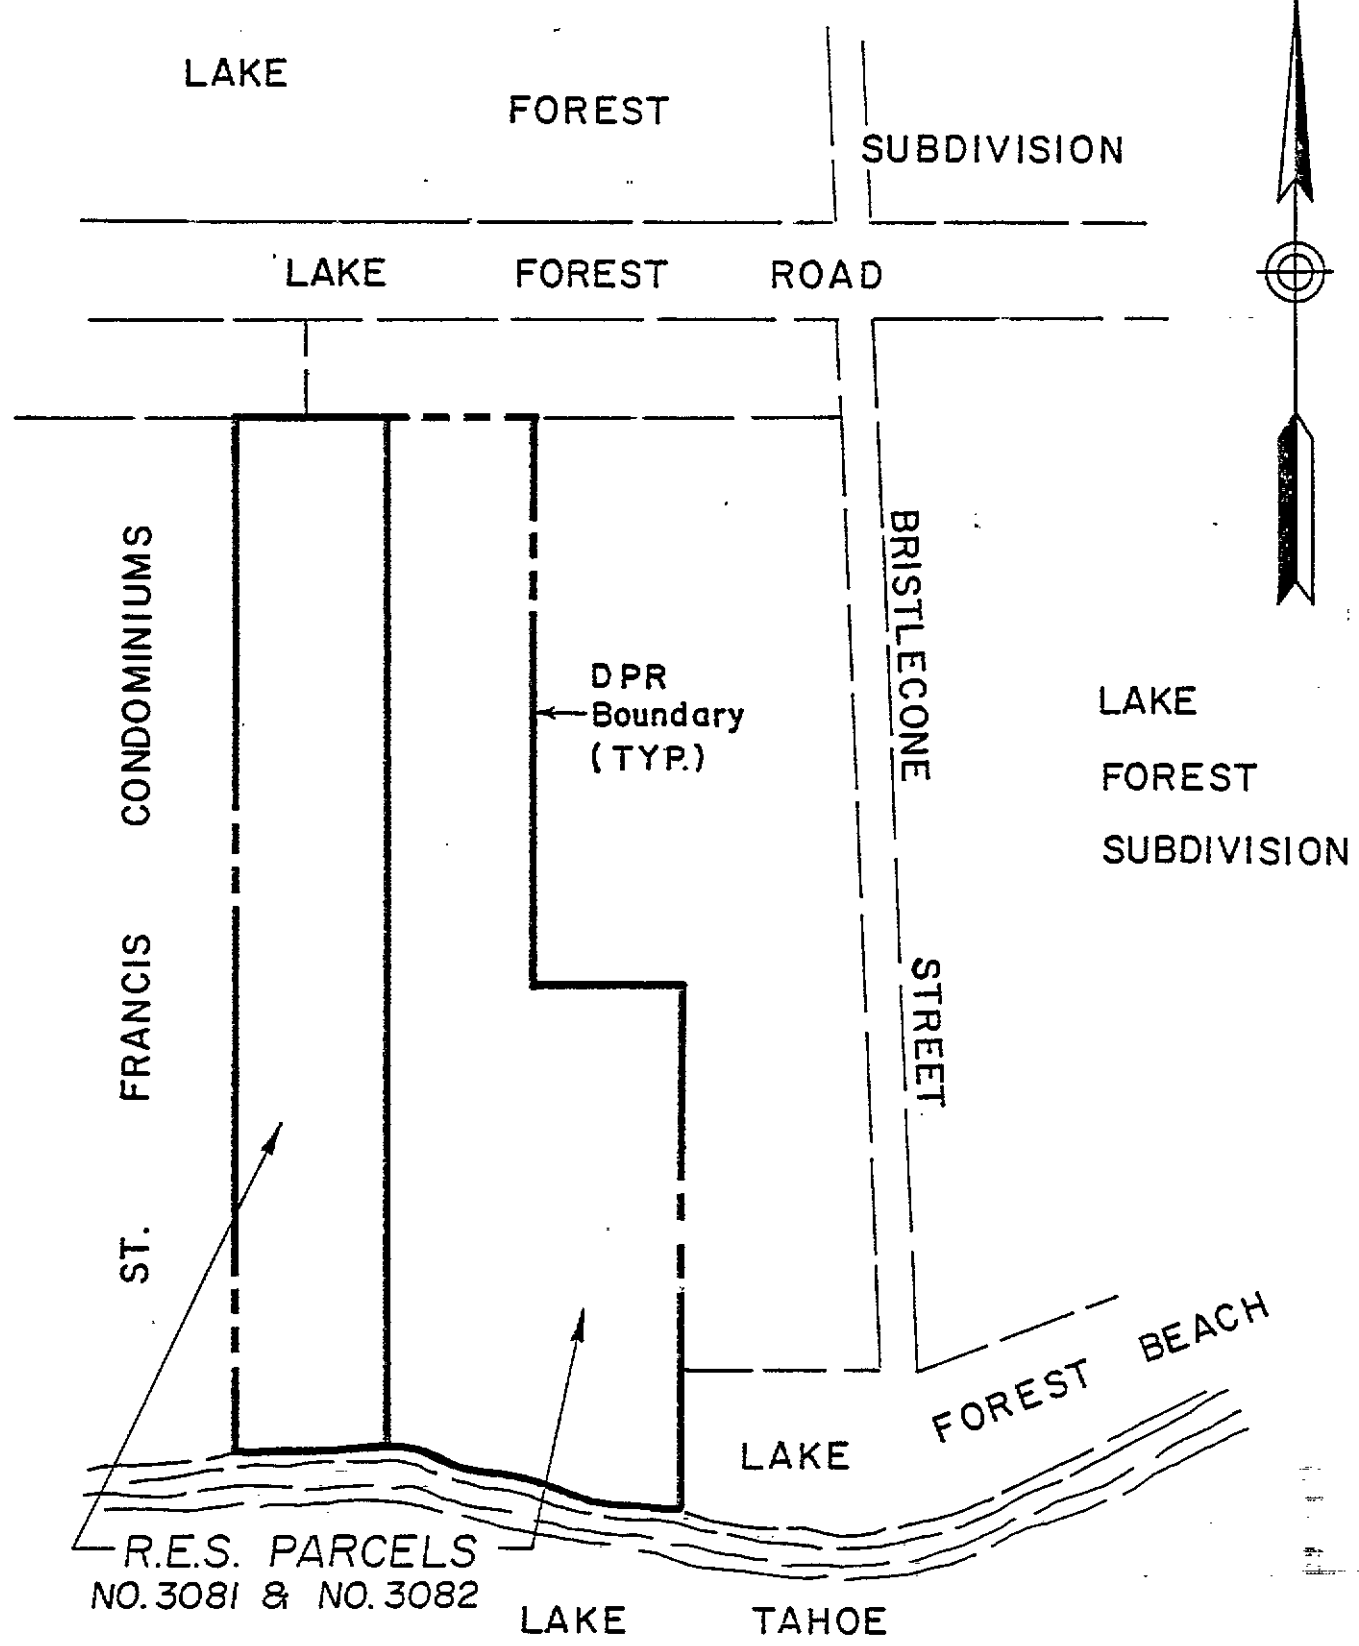 LAKE FOREST SUBDIVISION
LAKE FOREST ROAD
ST. FRANCIS CONDOMINIUMS
DPR
Boundary
(TYP.)
BRISTLECONE STREET
LAKE
FOREST
SUBDIVISION
LAKE FOREST BEACH
R.E.S. PARCELS
NO. 3081 & NO. 3082
LAKE TAHOE